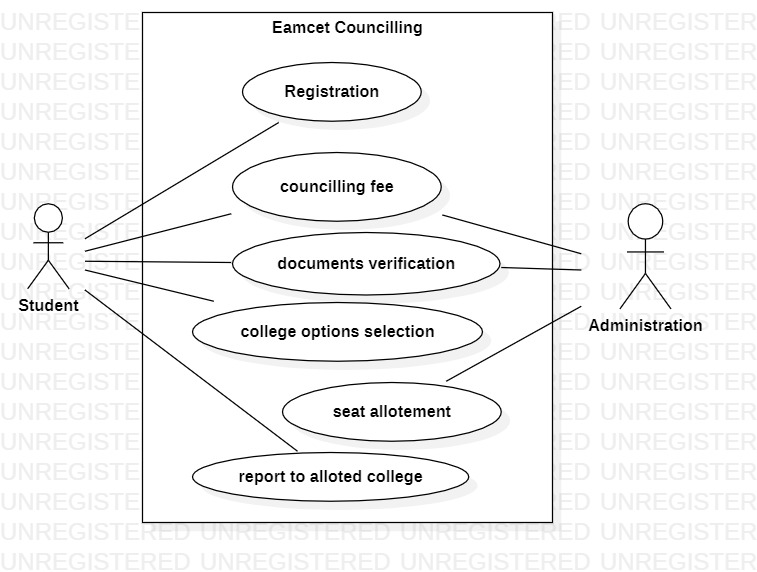 Eamcet Councilling
Registration
councilling fee
documents verification
Student
Administration
college options selection
seat allotement
report to alloted college
UNREGISTERED UNREGISTERED UNREGISTERED UNREGISTER